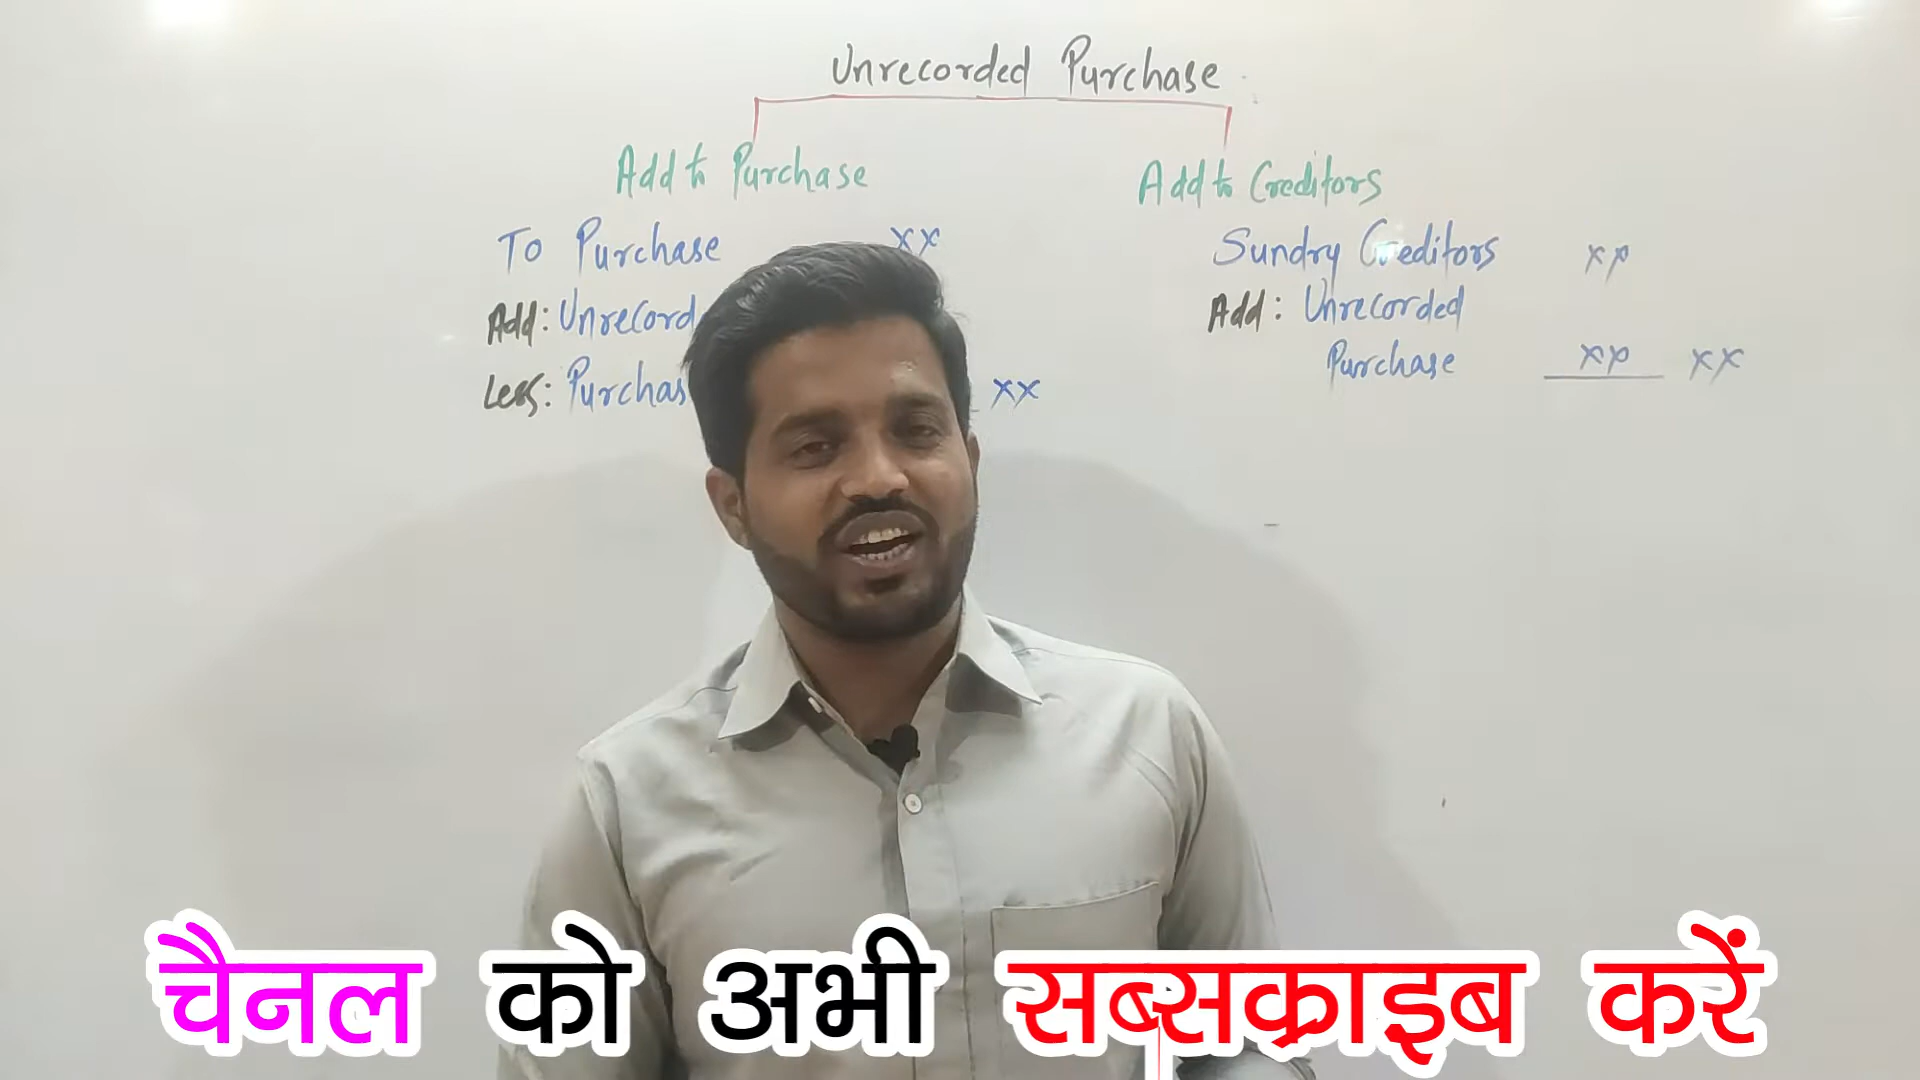 Unrecorded Purchase
Add to Purchase
Add to Creditors
To Purchase xx
Add: Unrecord
Less: Purchas xx
Sundry Creditors xx
Add: Unrecorded
Purchase xx xx
चैनल को अभी सब्सक्राइब करें